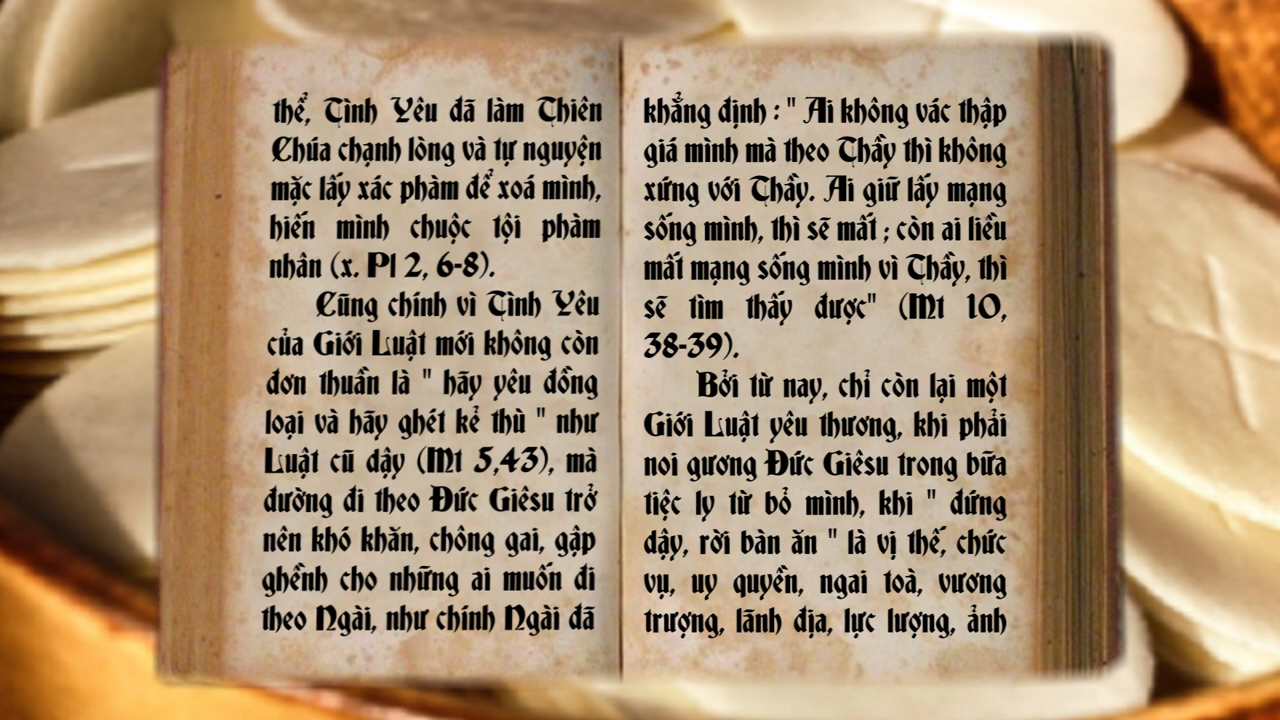 thể, Tình Yêu đã làm Thiên
Chúa chạnh lòng và tự nguyện
mặc lấy xác phàm để xoá mình,
hiến mình chuộc tội phàm
nhân (x. Pl 2, 6-8).
Cũng chính vì Tình Yêu
của Giới Luật mới không còn
đơn thuần là " hãy yêu đồng
loại và hãy ghét kẻ thù " như
Luật cũ dậy (Mt 5,43), mà
đường đi theo Đức Giêsu trở
nên khó khăn, chông gai, gập
ghềnh cho những ai muốn đi
theo Ngài, như chính Ngài đã
khẳng định : " Ai không vác thập
giá mình mà theo Thầy thì không
xứng với Thầy. Ai giữ lấy mạng
sống mình, thì sẽ mất ; còn ai liều
mất mạng sống mình vì Thầy, thì
sẽ tìm thấy được" (Mt 10,
38-39).
Bởi từ nay, chỉ còn lại một
Giới Luật yêu thương, khi phải
noi gương Đức Giêsu trong bữa
tiệc ly từ bỏ mình, khi " đứng
dậy, rời bàn ăn " là vị thế, chức
vụ, uy quyền, ngai toà, vương
trượng, lãnh địa, lực lượng, ảnh